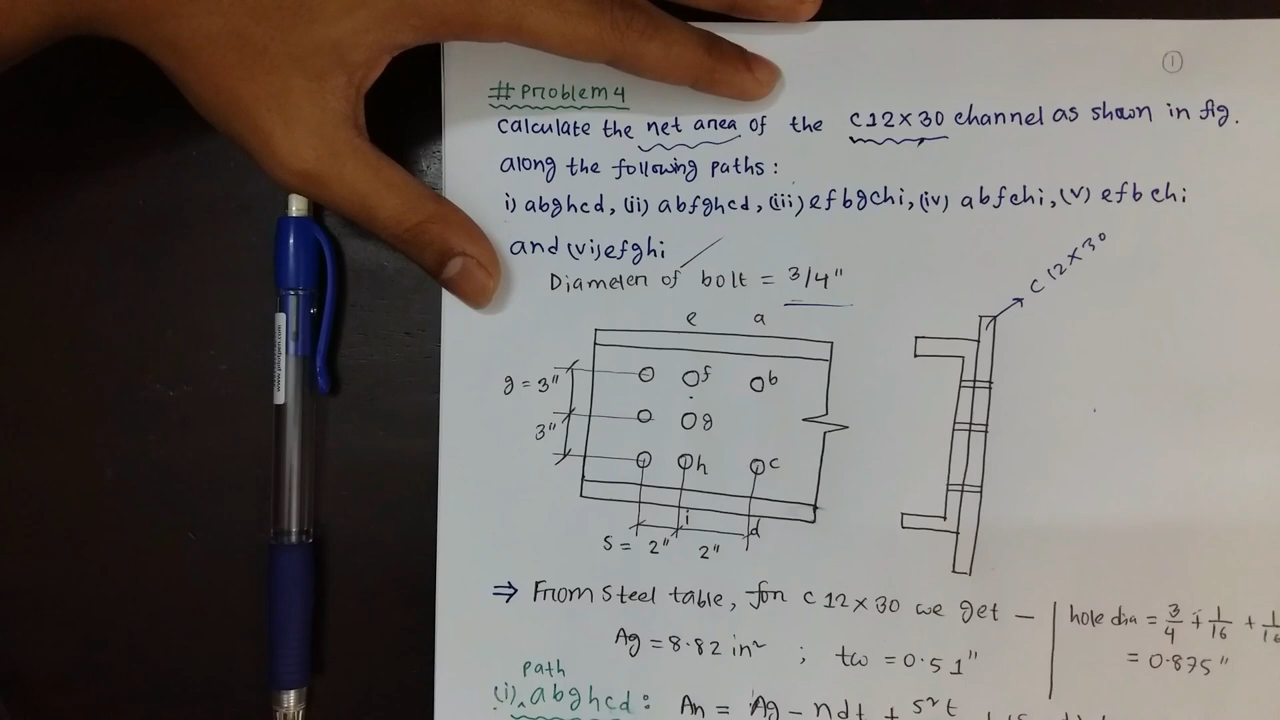 ①
# Problem 4
Calculate the net area of the C12×30 channel as shown in fig.
along the following paths:
i) abghcd, (ii) abfghcd, (iii) efbgchi, (iv) abfchi, (v) efbchi
and (vi) efghi
Diameter of bolt = 3/4"
C 12×30
e a
g = 3"
f b
3"
g
h c
i d
S = 2" 2"
⇒ From steel table, for C 12×30 we get —
hole dia = 3/4 + 1/16 + 1/16
Ag = 8.82 in² ; tw = 0.51"
= 0.875"
path
(i) abghcd: An = Ag - ndt + s²t